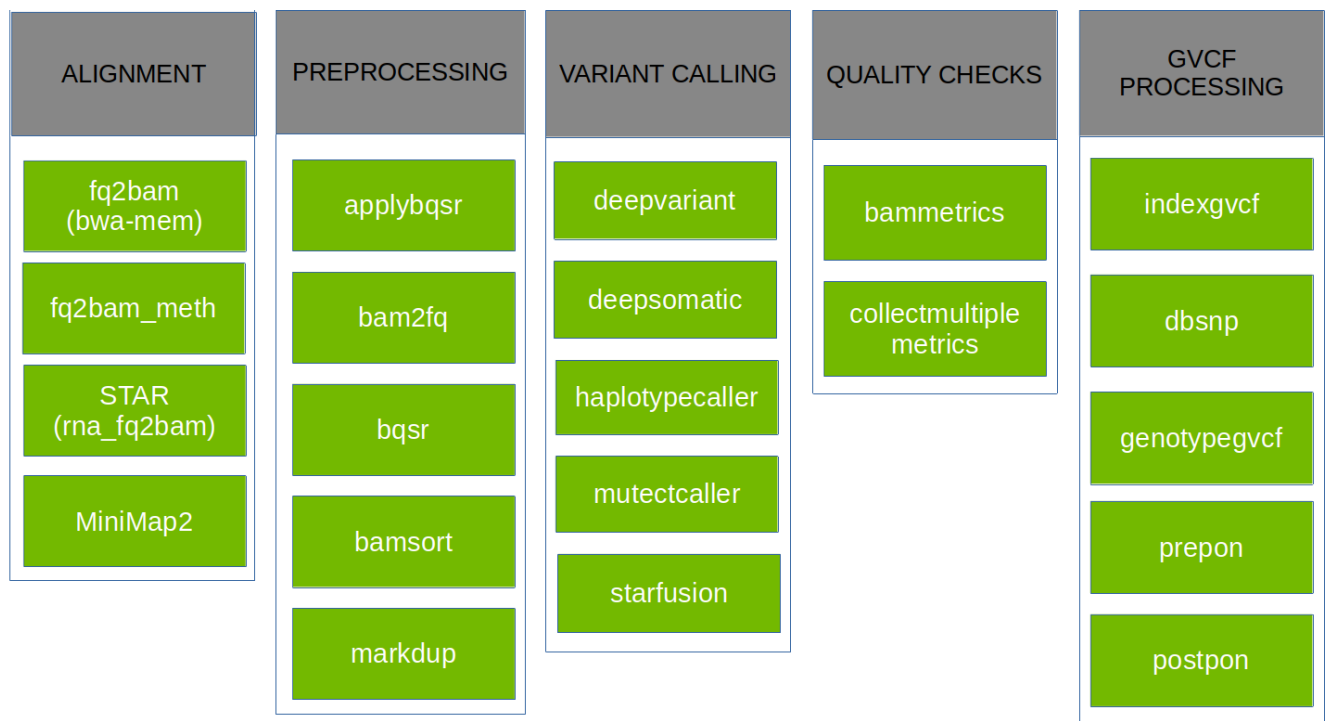 ALIGNMENT
fq2bam
(bwa-mem)
fq2bam_meth
STAR
(rna_fq2bam)
MiniMap2
PREPROCESSING
applybqsr
bam2fq
bqsr
bamsort
markdup
VARIANT CALLING
deepvariant
deepsomatic
haplotypecaller
mutectcaller
starfusion
QUALITY CHECKS
bammetrics
collectmultiple
metrics
GVCF
PROCESSING
indexgvcf
dbsnp
genotypegvcf
prepon
postpon